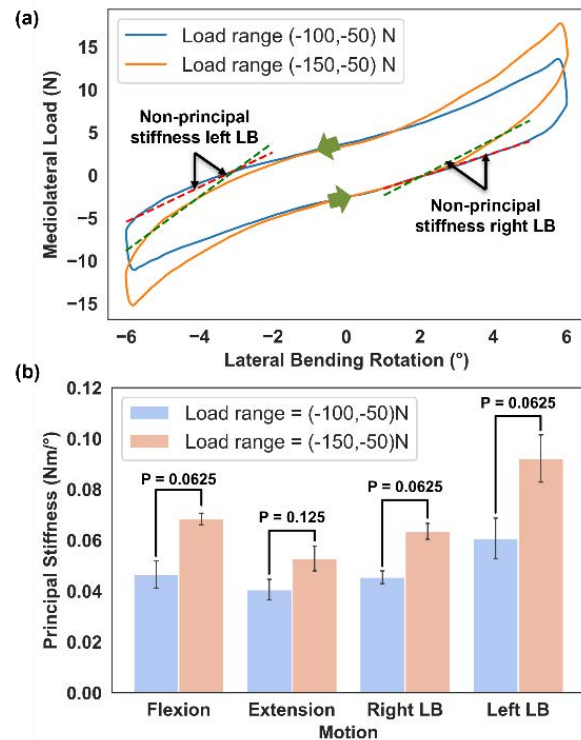 (a)
Load range (-100,-50) N
Load range (-150,-50) N
Non-principal
stiffness left LB
Non-principal
stiffness right LB
Mediolateral Load (N)
15
10
5
0
−5
−10
−15
−6
−4
−2
0
2
4
6
Lateral Bending Rotation (°)
(b)
Load range = (-100,-50)N
Load range = (-150,-50)N
P = 0.0625
P = 0.125
P = 0.0625
P = 0.0625
Principal Stiffness (Nm/°)
0.12
0.10
0.08
0.06
0.04
0.02
0.00
Flexion
Extension
Right LB
Left LB
Motion